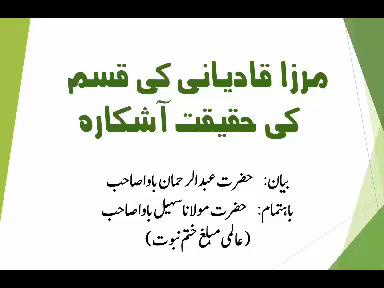 مرزا قادیانی کی قسم
کی حقیقت آشکارہ
بیان: حضرت عبدالرحمان باواصاحب
باہتمام: حضرت مولانا سہیل باواصاحب
(عالمی مبلغ ختم نبوت)